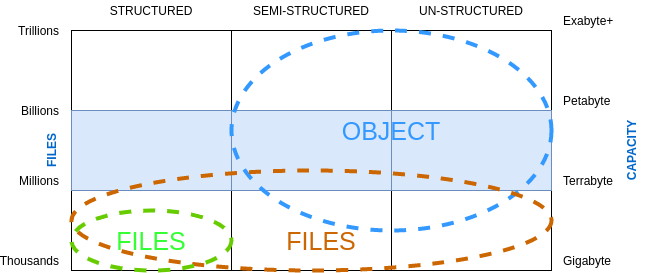 STRUCTURED
SEMI-STRUCTURED
UN-STRUCTURED
Trillions
Exabyte+
Billions
Petabyte
OBJECT
FILES
CAPACITY
Millions
Terrabyte
FILES
FILES
Thousands
Gigabyte